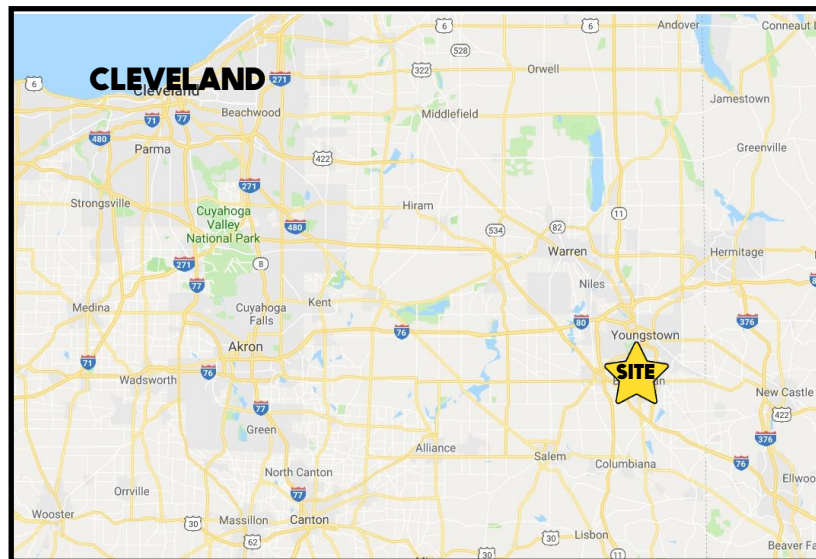 6
6
Andover
Conneaut L
528
322
Orwell
CLEVELAND
Cleveland
271
6
Jamestown
Beachwood
Middlefield
71
77
480
Parma
Greenville
422
271
Strongsville
Hiram
Cuyahoga
Valley
National Park
11
480
534
82
Warren
Hermitage
271
8
77
Niles
Medina
Cuyahoga
Falls
Kent
80
376
76
Youngstown
Akron
71
76
SITE
Wadsworth
New Castle
77
422
Green
376
Alliance
Salem
Columbiana
76
North Canton
Ellwoo
77
Orrville
Wooster
Massillon
Canton
30
62
Lisbon
30
30
11
Beaver Fa